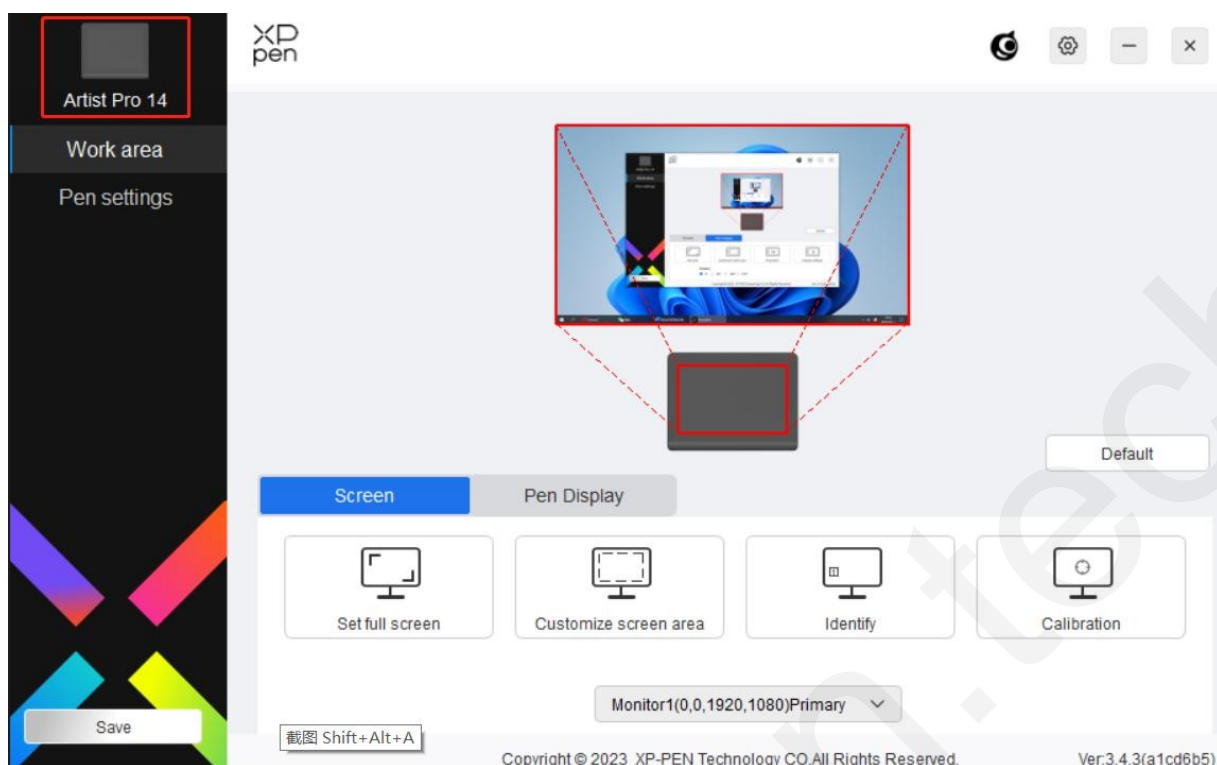 XP
pen
Artist Pro 14
Work area
Pen settings
Default
Screen
Pen Display
Set full screen
Customize screen area
Identify
Calibration
Monitor1(0,0,1920,1080)Primary
Save
截图 Shift+Alt+A
Copyright © 2023 XP-PEN Technology CO.All Rights Reserved.
Ver:3.4.3(a1cd6b5)